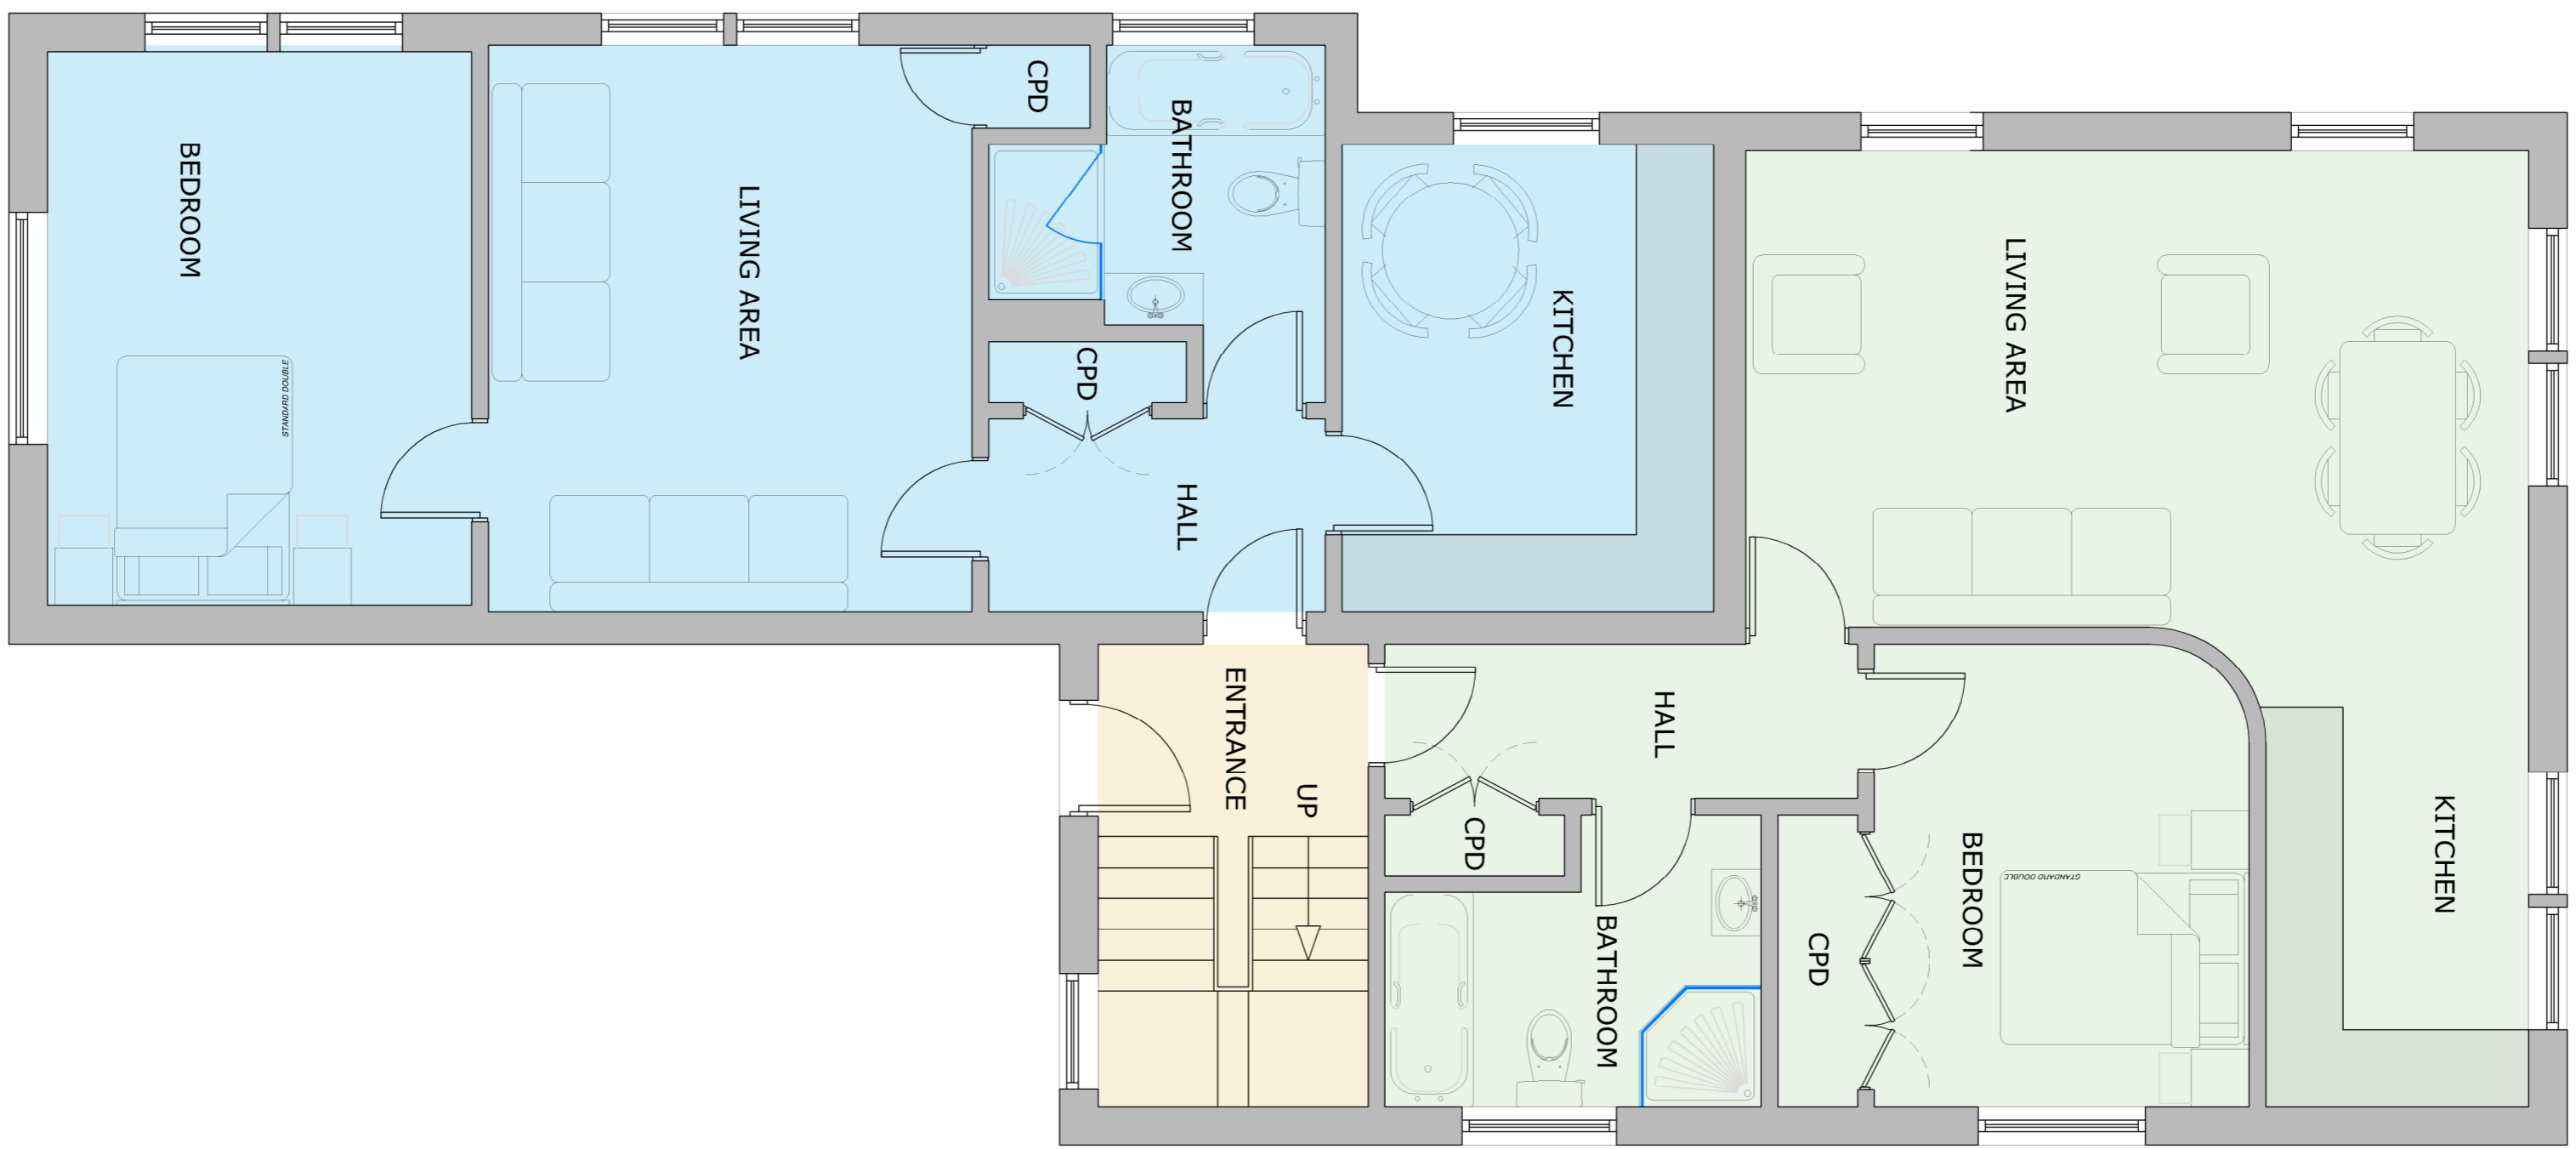 BEDROOM
STANDARD DOUBLE
LIVING AREA
CPD
BATHROOM
CPD
HALL
KITCHEN
LIVING AREA
KITCHEN
ENTRANCE
UP
HALL
CPD
BATHROOM
CPD
BEDROOM
STANDARD DOUBLE